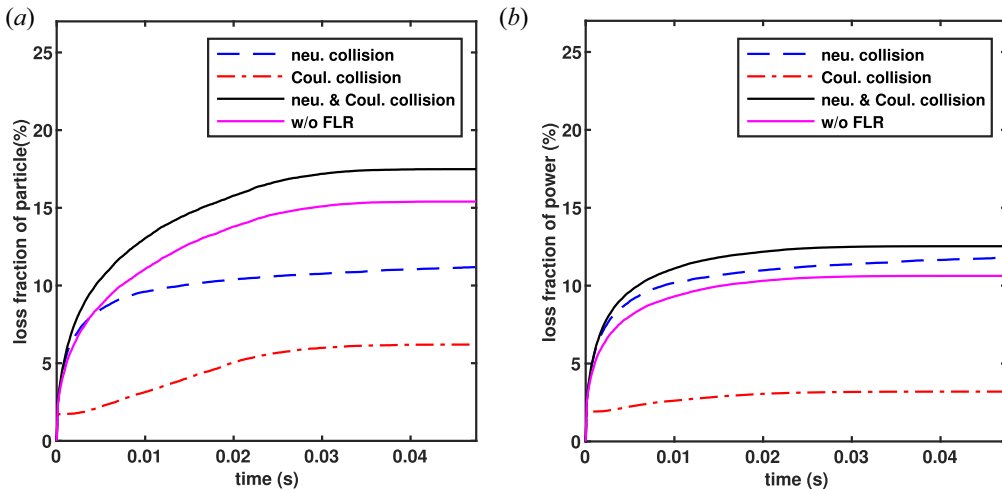 (a)
25
20
15
10
5
0
0
0.01
0.02
0.03
0.04
loss fraction of particle(%)
time (s)
neu. collision
Coul. collision
neu. & Coul. collision
w/o FLR
(b)
25
20
15
10
5
0
0
0.01
0.02
0.03
0.04
loss fraction of power (%)
time (s)
neu. collision
Coul. collision
neu. & Coul. collision
w/o FLR